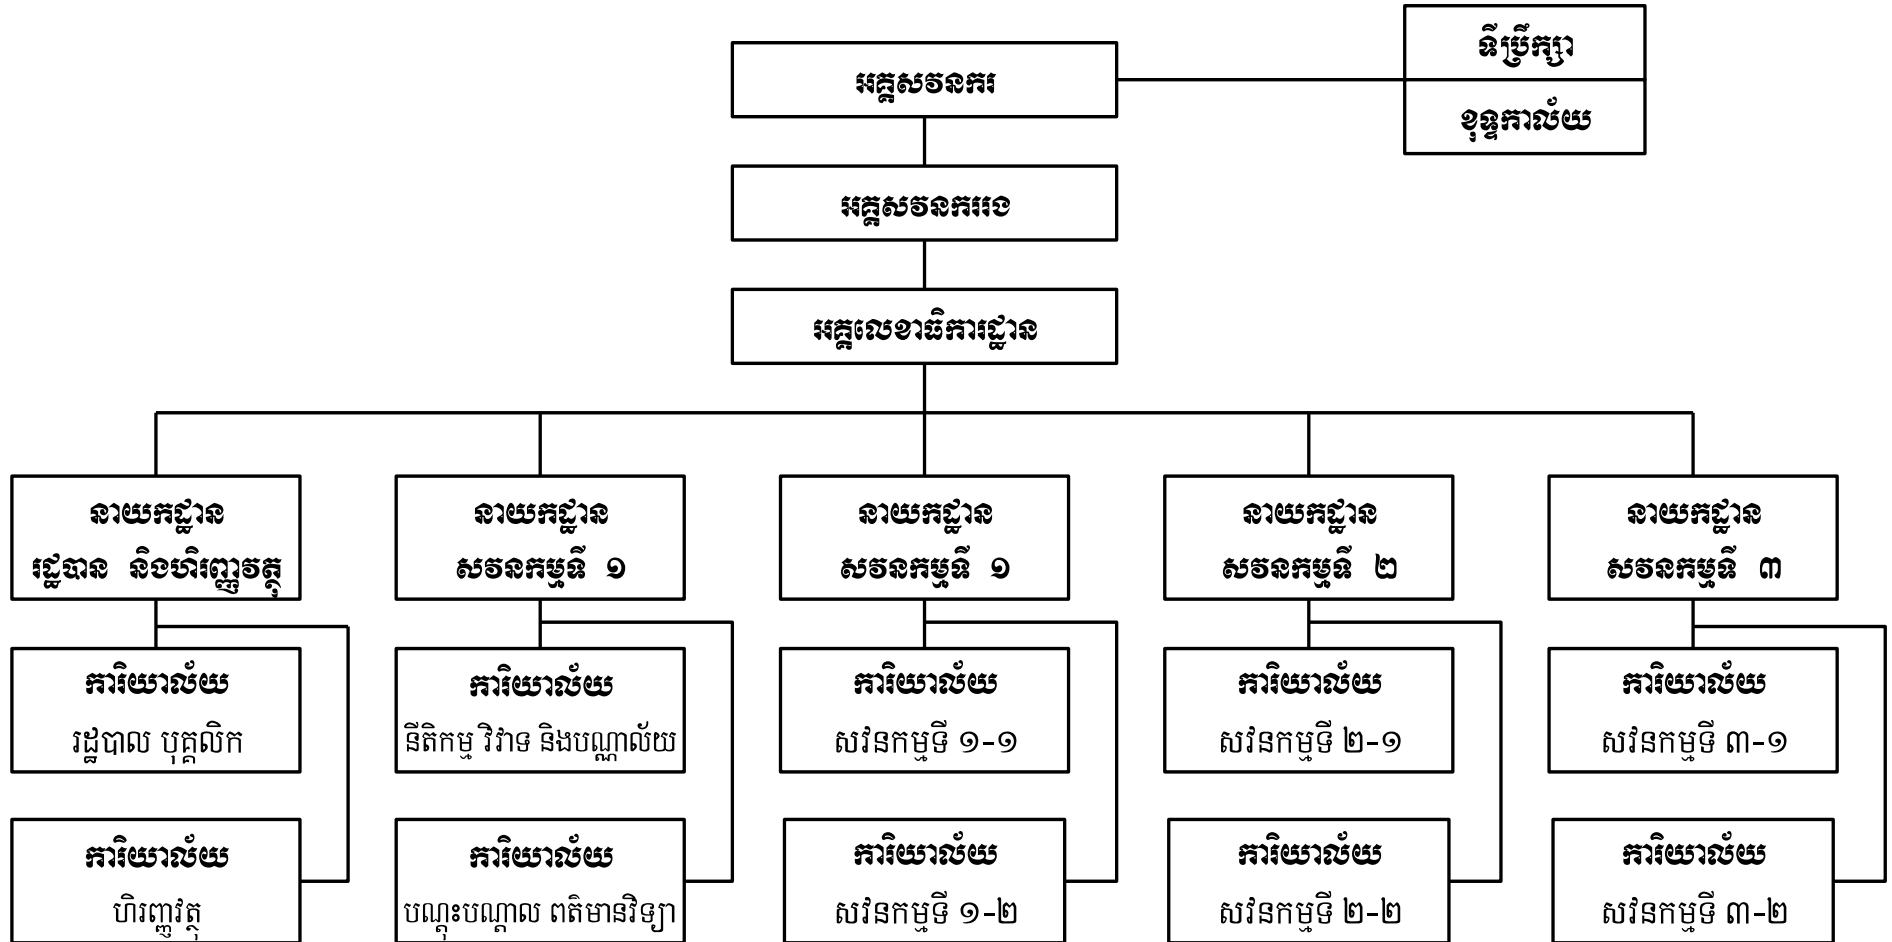 ទីប្រឹក្សា
អគ្គសវនករ
ខុទ្ទកាល័យ
អគ្គសវនកររង
អគ្គលេខាធិការដ្ឋាន
នាយកដ្ឋាន
រដ្ឋបាន និងហិរញ្ញវត្ថុ
នាយកដ្ឋាន
សវនកម្មទី ១
នាយកដ្ឋាន
សវនកម្មទី ១
នាយកដ្ឋាន
សវនកម្មទី ២
នាយកដ្ឋាន
សវនកម្មទី ៣
ការិយាល័យ
រដ្ឋបាល បុគ្គលិក
ការិយាល័យ
នីតិកម្ម វិវាទ និងបណ្ណាល័យ
ការិយាល័យ
សវនកម្មទី ១-១
ការិយាល័យ
សវនកម្មទី ២-១
ការិយាល័យ
សវនកម្មទី ៣-១
ការិយាល័យ
ហិរញ្ញវត្ថុ
ការិយាល័យ
បណ្តុះបណ្តាល ពត៌មានវិទ្យា
ការិយាល័យ
សវនកម្មទី ១-២
ការិយាល័យ
សវនកម្មទី ២-២
ការិយាល័យ
សវនកម្មទី ៣-២